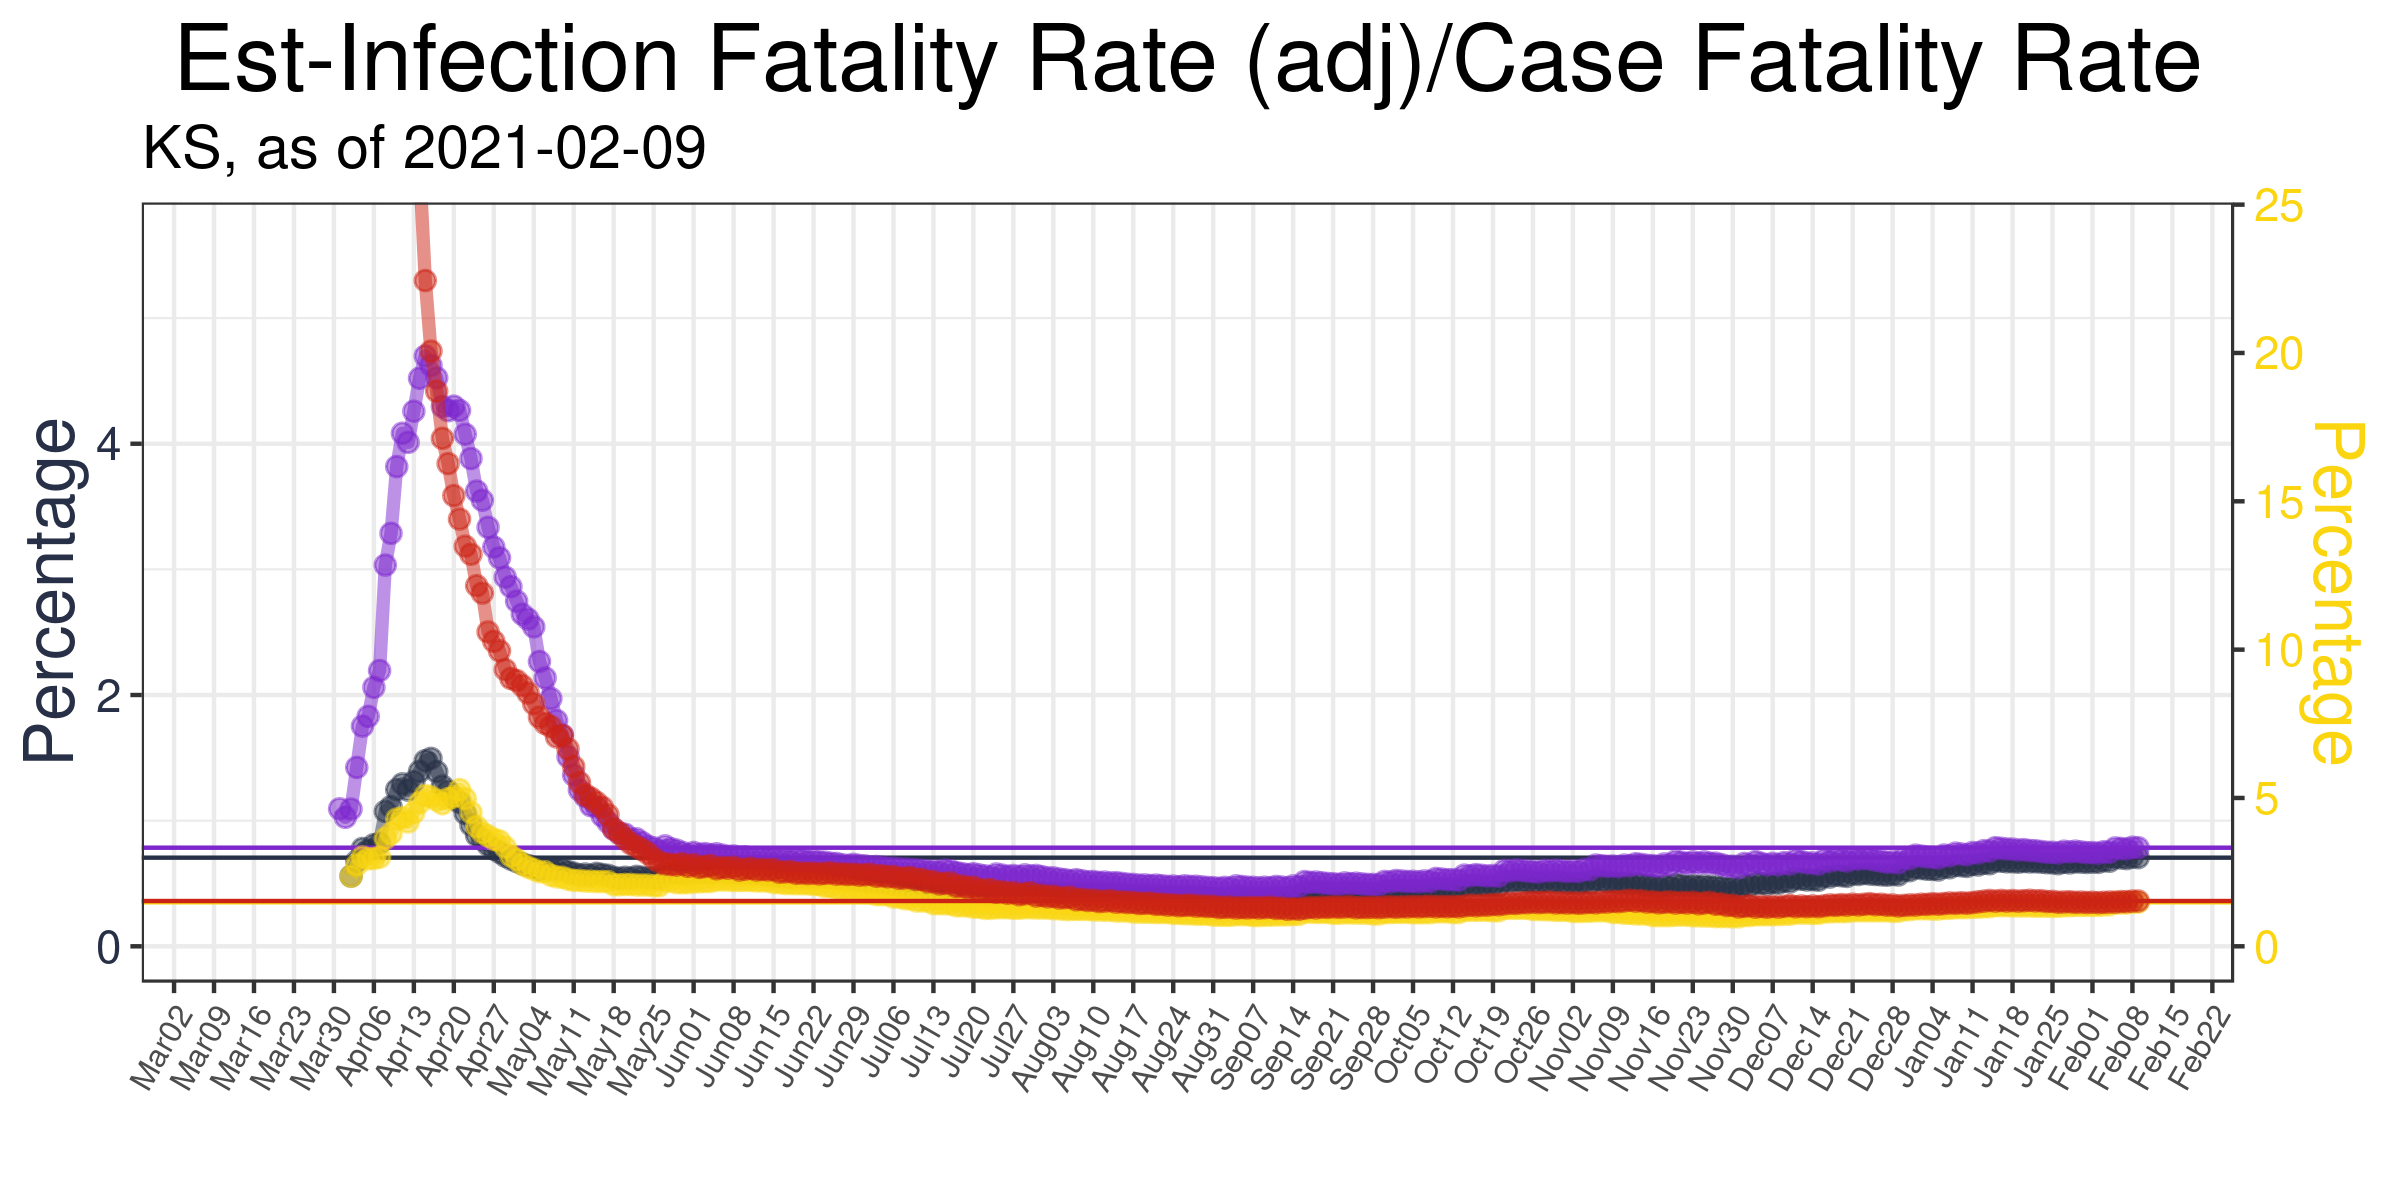 Est-Infection Fatality Rate (adj)/Case Fatality Rate
KS, as of 2021-02-09
Percentage
4
2
0
25
20
15
10
5
0
Percentage
Mar02
Mar09
Mar16
Mar23
Mar30
Apr06
Apr13
Apr20
Apr27
May04
May11
May18
May25
Jun01
Jun08
Jun15
Jun22
Jun29
Jul06
Jul13
Jul20
Jul27
Aug03
Aug10
Aug17
Aug24
Aug31
Sep07
Sep14
Sep21
Sep28
Oct05
Oct12
Oct19
Oct26
Nov02
Nov09
Nov16
Nov23
Nov30
Dec07
Dec14
Dec21
Dec28
Jan04
Jan11
Jan18
Jan25
Feb01
Feb08
Feb15
Feb22